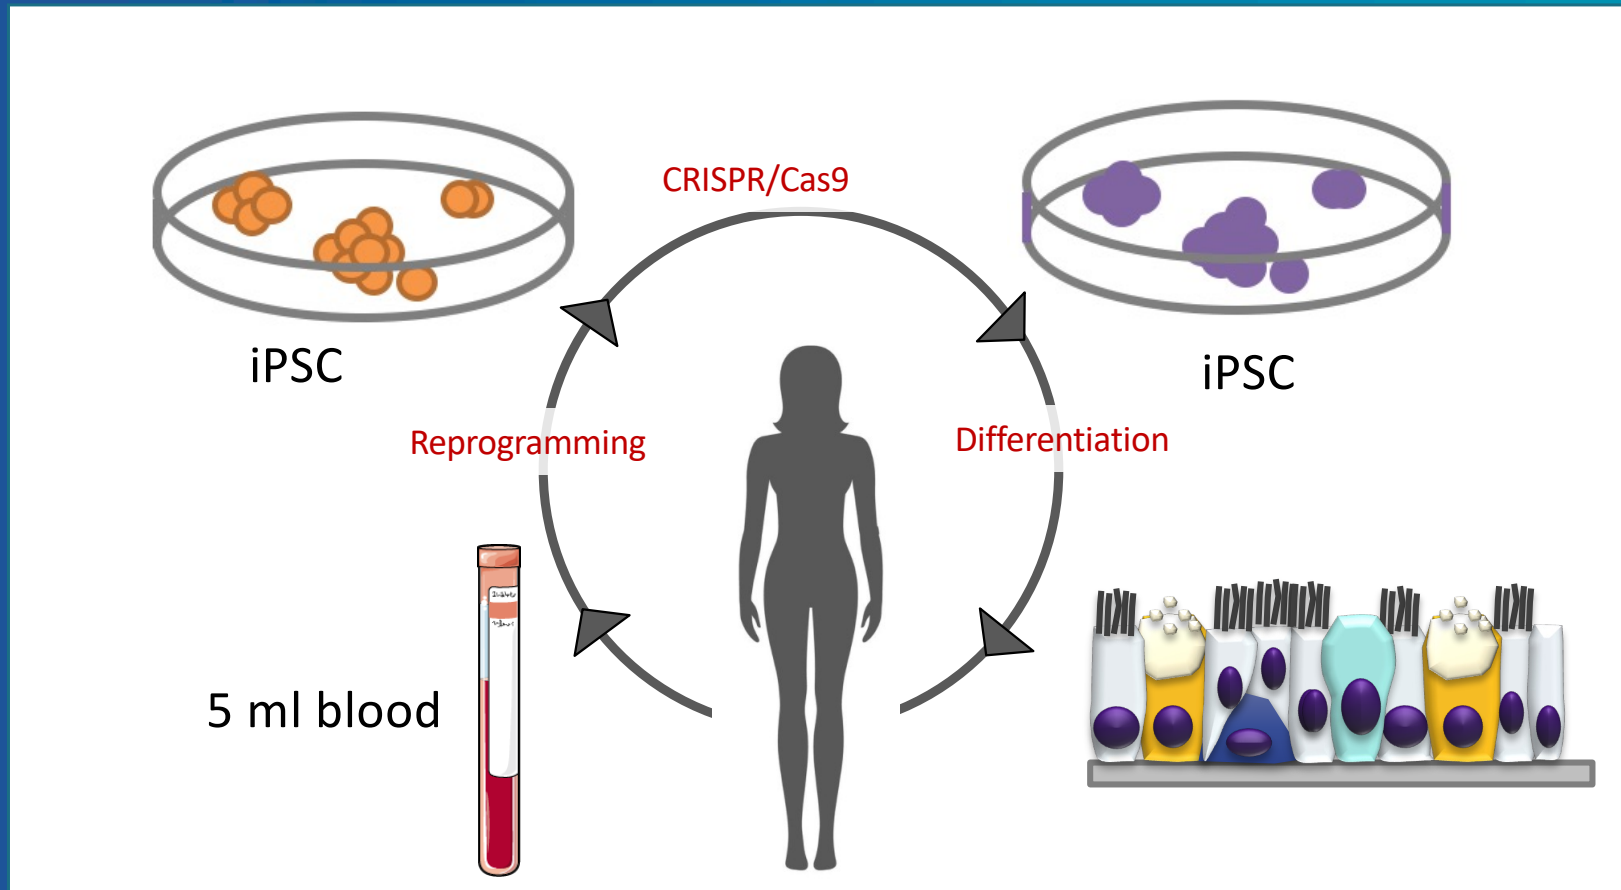 CRISPR/Cas9
iPSC
iPSC
Reprogramming
Differentiation
5 ml blood